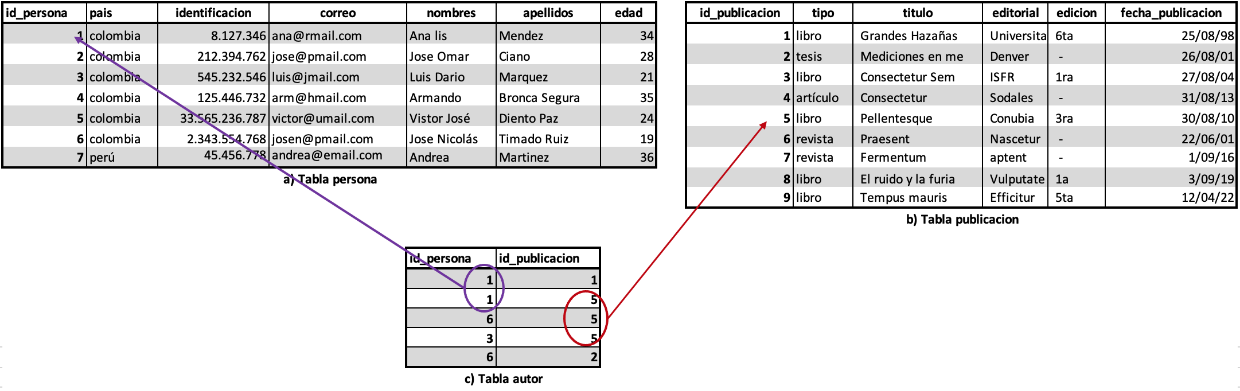 id_persona pais identificacion correo nombres apellidos edad
1 colombia 8.127.346 ana@rmail.com Ana lis Mendez 34
2 colombia 212.394.762 jose@pmail.com Jose Omar Ciano 28
3 colombia 545.232.546 luis@jmail.com Luis Dario Marquez 21
4 colombia 125.446.732 arm@hmail.com Armando Bronca Segura 35
5 colombia 33.565.236.787 victor@umail.com Vistor José Diento Paz 24
6 colombia 2.343.554.768 josen@pmail.com Jose Nicolás Timado Ruiz 19
7 perú 45.456.778 andrea@email.com Andrea Martinez 36
a) Tabla persona
id_publicacion tipo titulo editorial edicion fecha_publicacion
1 libro Grandes Hazañas Universita 6ta 25/08/98
2 tesis Mediciones en me Denver - 26/08/01
3 libro Consectetur Sem ISFR 1ra 27/08/04
4 artículo Consectetur Sodales - 31/08/13
5 libro Pellentesque Conubia 3ra 30/08/10
6 revista Praesent Nascetur - 22/06/01
7 revista Fermentum aptent - 1/09/16
8 libro El ruido y la furia Vulputate 1a 3/09/19
9 libro Tempus mauris Efficitur 5ta 12/04/22
b) Tabla publicacion
id_persona id_publicacion
1 1
1 5
6 5
3 5
6 2
c) Tabla autor